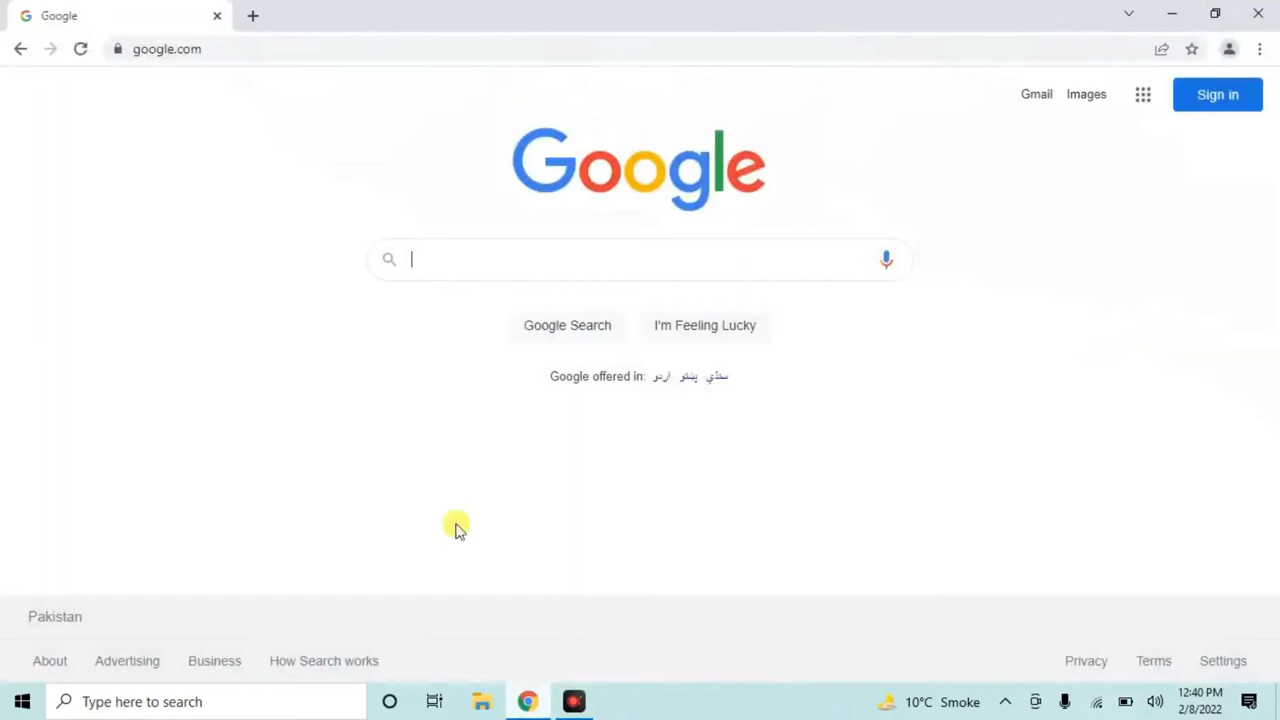 Google
google.com
Gmail Images Sign in
Google
Google Search I'm Feeling Lucky
Google offered in: اردو پښتو سنڌي
Pakistan
About Advertising Business How Search works Privacy Terms Settings
Type here to search 10°C Smoke 12:40 PM
2/8/2022